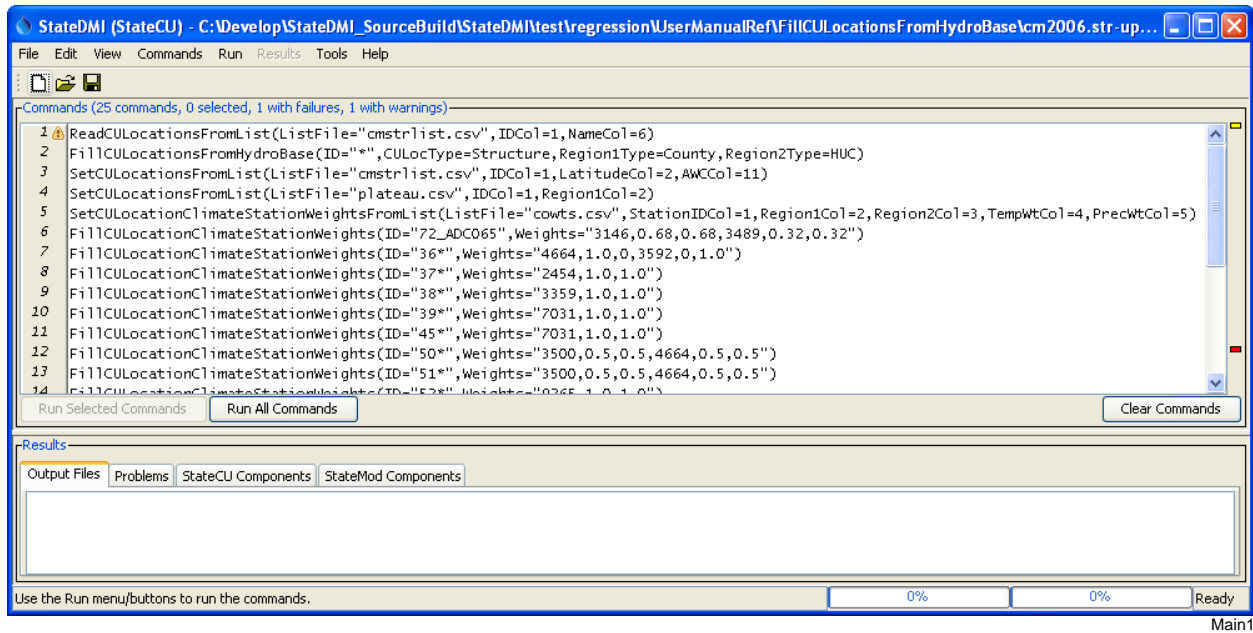 StateDMI (StateCU) - C:\Develop\StateDMI_SourceBuild\StateDMI\test\regression\UserManualRef\FillCULocationsFromHydroBase\cm2006.str-up...
File Edit View Commands Run Results Tools Help
Commands (25 commands, 0 selected, 1 with failures, 1 with warnings)
1 ReadCULocationsFromList(ListFile="cmstrlist.csv",IDCol=1,NameCol=6)
2 FillCULocationsFromHydroBase(ID="*",CULocType=Structure,Region1Type=County,Region2Type=HUC)
3 SetCULocationsFromList(ListFile="cmstrlist.csv",IDCol=1,LatitudeCol=2,AWCCol=11)
4 SetCULocationsFromList(ListFile="plateau.csv",IDCol=1,Region1Col=2)
5 SetCULocationClimateStationWeightsFromList(ListFile="cowts.csv",StationIDCol=1,Region1Col=2,Region2Col=3,TempWtCol=4,PrecWtCol=5)
6 FillCULocationClimateStationWeights(ID="72_ADC065",Weights="3146,0.68,0.68,3489,0.32,0.32")
7 FillCULocationClimateStationWeights(ID="36*",Weights="4664,1.0,0,3592,0,1.0")
8 FillCULocationClimateStationWeights(ID="37*",Weights="2454,1.0,1.0")
9 FillCULocationClimateStationWeights(ID="38*",Weights="3359,1.0,1.0")
10 FillCULocationClimateStationWeights(ID="39*",Weights="7031,1.0,1.0")
11 FillCULocationClimateStationWeights(ID="45*",Weights="7031,1.0,1.0")
12 FillCULocationClimateStationWeights(ID="50*",Weights="3500,0.5,0.5,4664,0.5,0.5")
13 FillCULocationClimateStationWeights(ID="51*",Weights="3500,0.5,0.5,4664,0.5,0.5")
14 FillCULocationClimateStationWeights(ID="52*",Weights="9265,1.0,1.0")
Run Selected Commands Run All Commands Clear Commands
Results
Output Files Problems StateCU Components StateMod Components
Use the Run menu/buttons to run the commands. 0% 0% Ready
Main1